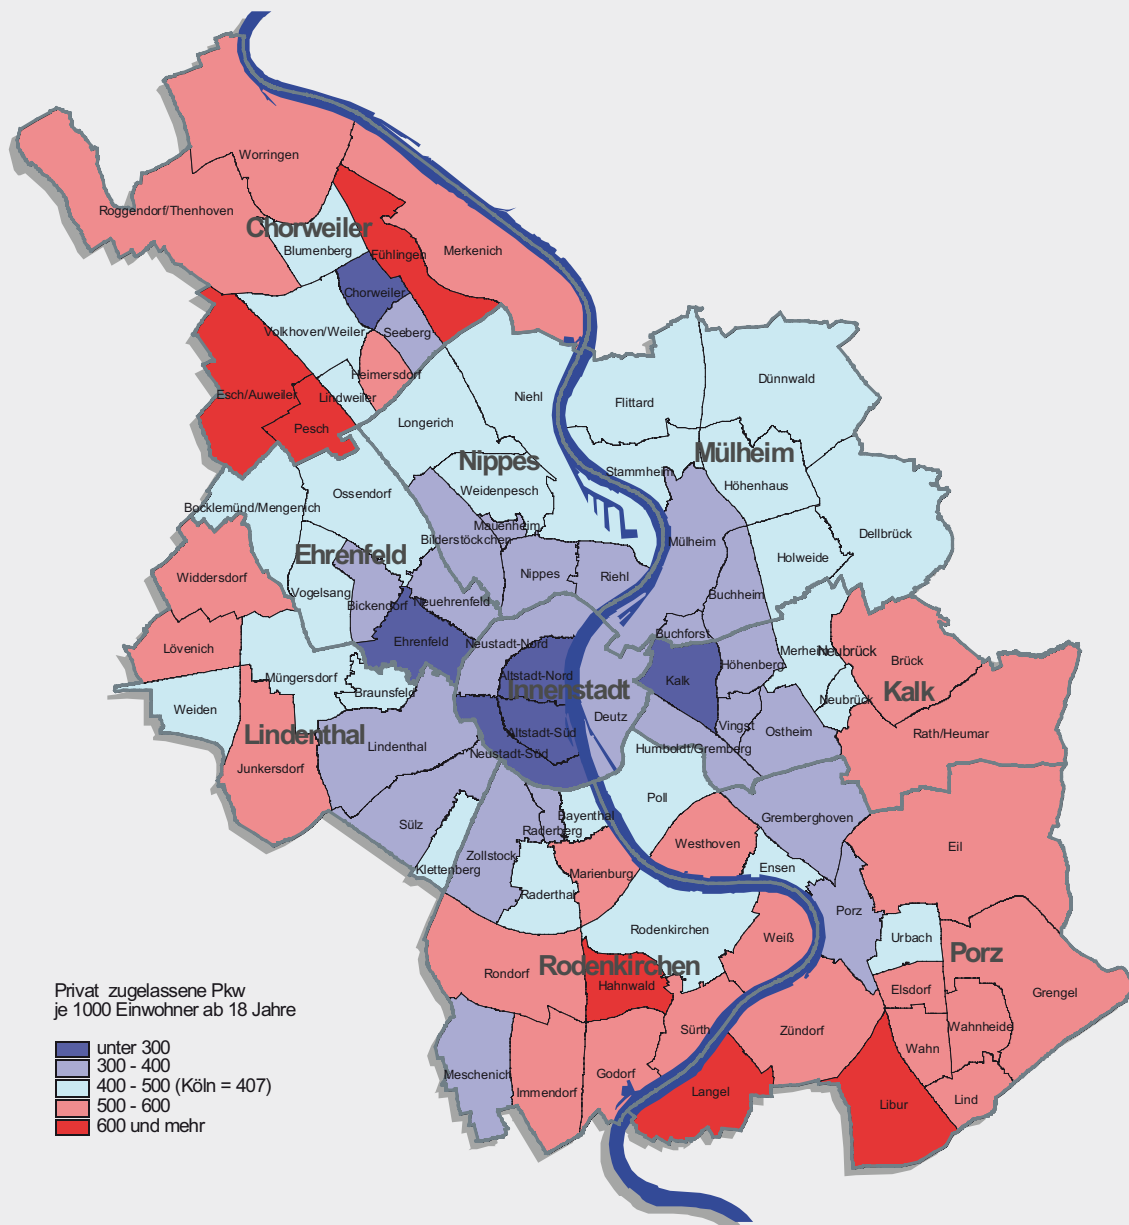 Worringen
Roggendorf/Thenhoven
Chorweiler
Blumenberg
Fühlingen
Merkenich
Chorweiler
Volkhoven/Weiler
Seeberg
Heimersdorf
Esch/Auweiler
Lindweiler
Pesch
Niehl
Longerich
Flittard
Dünnwald
Nippes
Mülheim
Stammheim
Weidenpesch
Höhenhaus
Ossendorf
Bocklemünd/Mengenich
Mauenheim
Bilderstöckchen
Dellbrück
Mülheim
Ehrenfeld
Holweide
Widdersdorf
Nippes
Riehl
Vogelsang
Buchheim
Bickendorf
Neuehrenfeld
Buchforst
Ehrenfeld
Neustadt-Nord
Lövenich
Merheim
Neubrück
Brück
Höhenberg
Altstadt-Nord
Müngersdorf
Kalk
Innenstadt
Braunsfeld
Kalk
Neubrück
Weiden
Deutz
Vingst
Ostheim
Rath/Heumar
Lindenthal
Altstadt-Süd
Lindenthal
Neustadt-Süd
Humboldt/Gremberg
Junkersdorf
Poll
Bayenthal
Gremberghoven
Sülz
Raderberg
Westhoven
Eil
Zollstock
Klettenberg
Marienburg
Ensen
Raderthal
Porz
Rodenkirchen
Weiß
Urbach
Porz
Rodenkirchen
Rondorf
Hahnwald
Elsdorf
Grengel
Privat zugelassene Pkw
je 1000 Einwohner ab 18 Jahre
Sürth
Zündorf
Wahnheide
Wahn
unter 300
300 - 400
400 - 500 (Köln = 407)
500 - 600
600 und mehr
Meschenich
Godorf
Immendorf
Langel
Libur
Lind